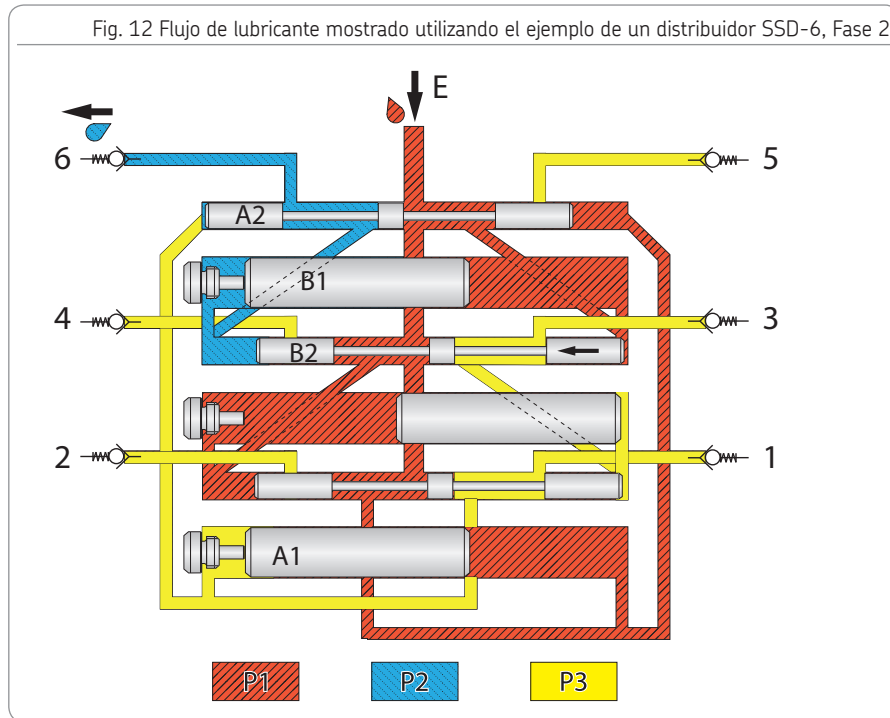 Fig. 12 Flujo de lubricante mostrado utilizando el ejemplo de un distribuidor SSD-6, Fase 2
E
6
5
A2
B1
4
3
B2
2
1
A1
P1
P2
P3